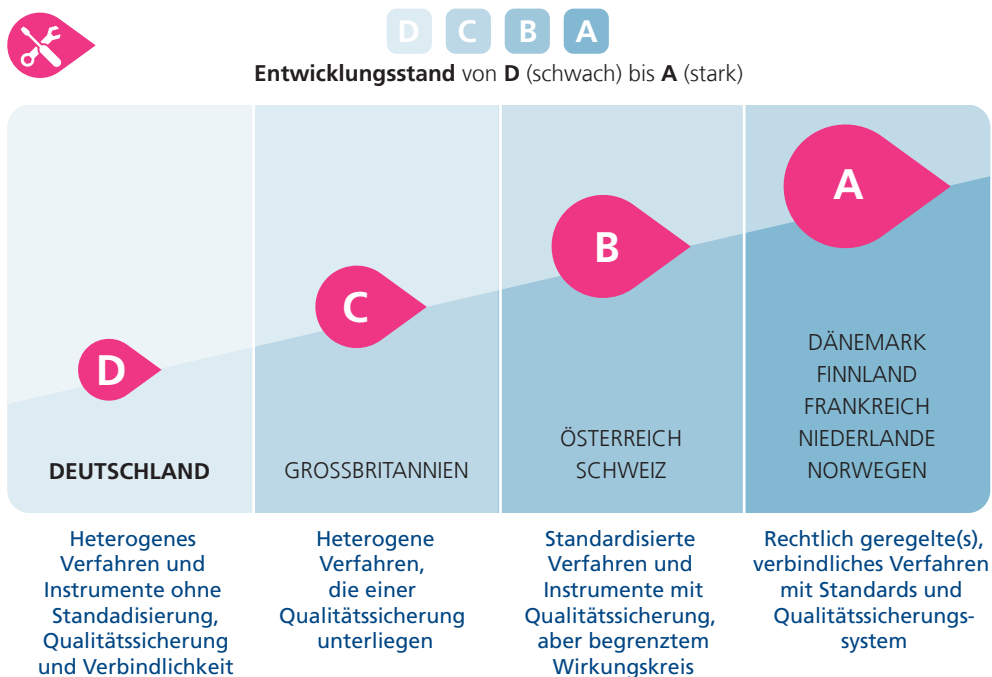 D C B A
Entwicklungsstand von D (schwach) bis A (stark)
D
DEUTSCHLAND
Heterogenes
Verfahren und
Instrumente ohne
Standadisierung,
Qualitätssicherung
und Verbindlichkeit
C
GROSSBRITANNIEN
Heterogene
Verfahren,
die einer
Qualitätssicherung
unterliegen
B
ÖSTERREICH
SCHWEIZ
Standardisierte
Verfahren und
Instrumente mit
Qualitätssicherung,
aber begrenztem
Wirkungskreis
A
DÄNEMARK
FINNLAND
FRANKREICH
NIEDERLANDE
NORWEGEN
Rechtlich geregelte(s),
verbindliches Verfahren
mit Standards und
Qualitätssicherungs-
system